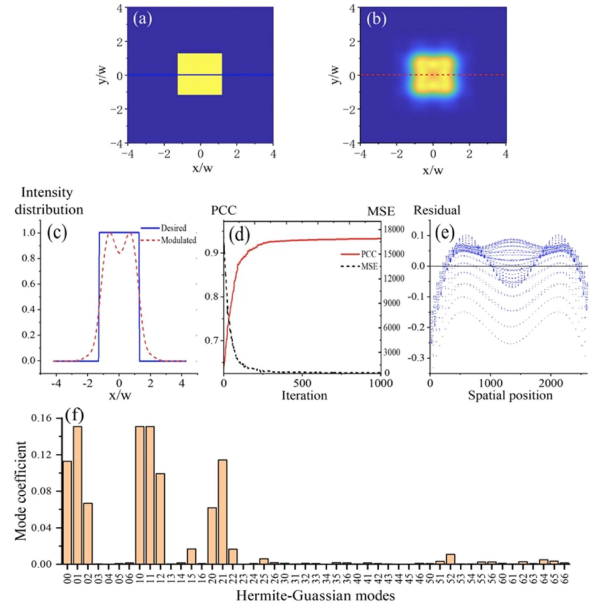 (a)
4
2
0
−2
−4
y/w
−4 −2 0 2 4
x/w
(b)
4
2
0
−2
−4
y/w
−4 −2 0 2 4
x/w
Intensity
distribution
(c)
Desired
Modulated
1.0
0.8
0.6
0.4
0.2
0.0
-4 -2 0 2 4
x/w
PCC
MSE
(d)
PCC
MSE
0.9
0.8
0.7
0.6
18000
15000
12000
9000
6000
3000
0
0 500 1000
Iteration
Residual
(e)
0.1
0.0
-0.1
-0.2
-0.3
0 1000 2000
Spatial position
(f)
0.16
0.12
0.08
0.04
0.00
Mode coefficient
00 01 02 03 04 05 06 10 11 12 13 14 15 16 20 21 22 23 24 25 26 30 31 32 33 34 35 36 40 41 42 43 44 45 46 50 51 52 53 54 55 56 60 61 62 63 64 65 66
Hermite-Guassian modes